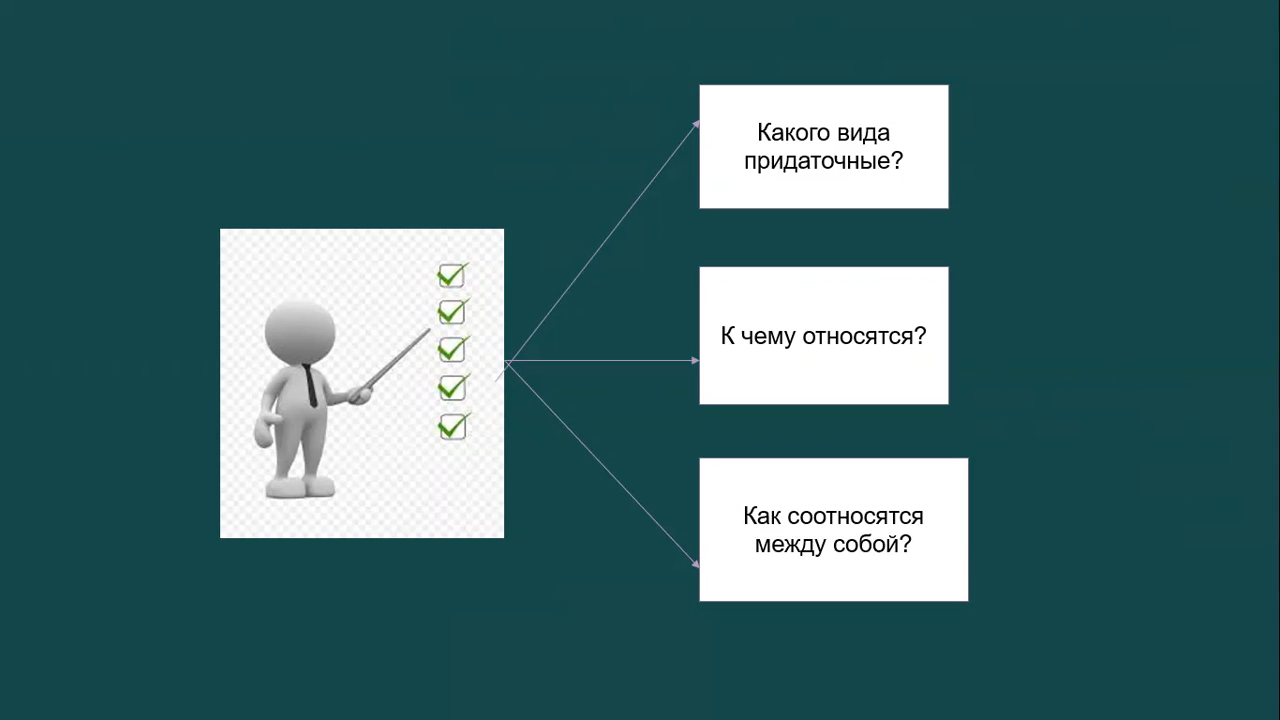 Какого вида
придаточные?
К чему относятся?
Как соотносятся
между собой?